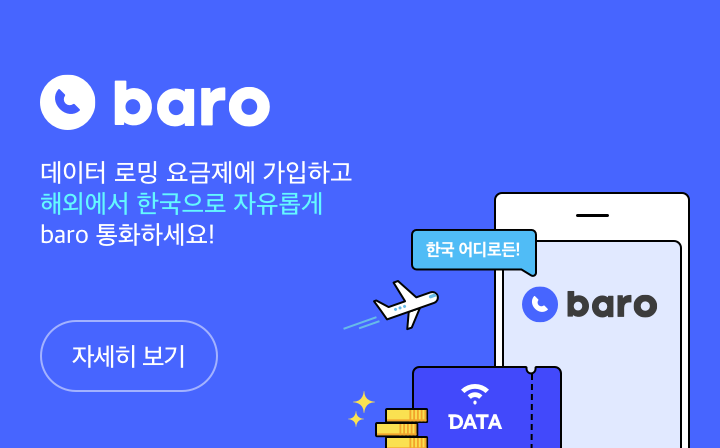 baro
데이터 로밍 요금제에 가입하고
해외에서 한국으로 자유롭게
baro 통화하세요!
한국 어디로든!
baro
자세히 보기
DATA